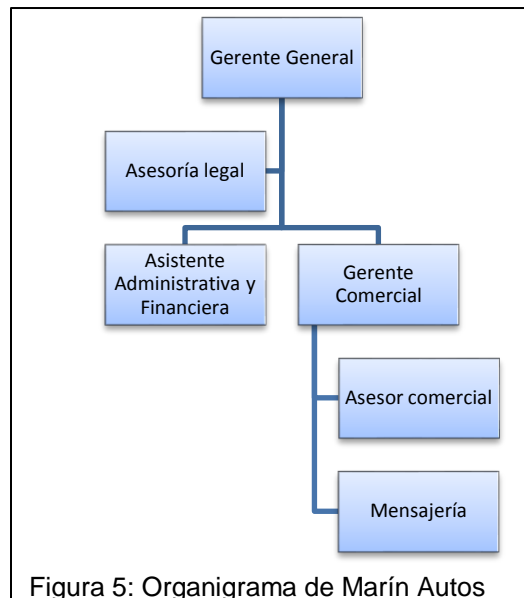 Gerente General
Asesoría legal
Asistente
Administrativa y
Financiera
Gerente
Comercial
Asesor comercial
Mensajería
Figura 5: Organigrama de Marín Autos